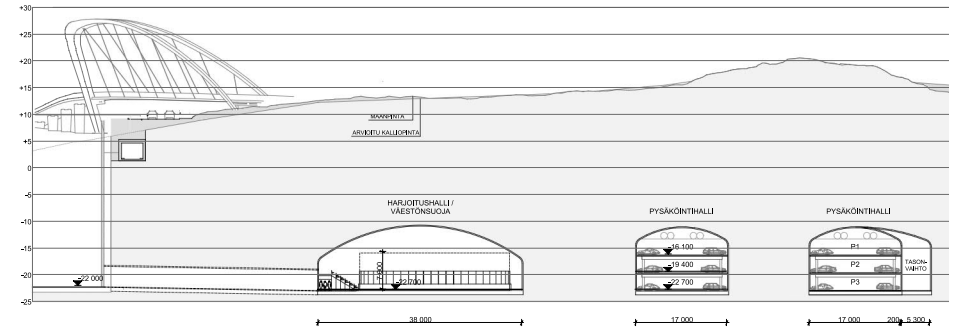 +30
+25
+20
+15
+10
+5
0
-5
-10
-15
-20
-25
MAANPINTA
ARVIOITU KALLIOPINTA
HARJOITUSHALLI /
VÄESTÖNSUOJA
PYSÄKÖINTIHALLI
PYSÄKÖINTIHALLI
-22 000
-22 700
-16 100
-19 400
-22 700
P1
P2
P3
TASON-
VAIHTO
38 000
17 000
17 000
200
5 300